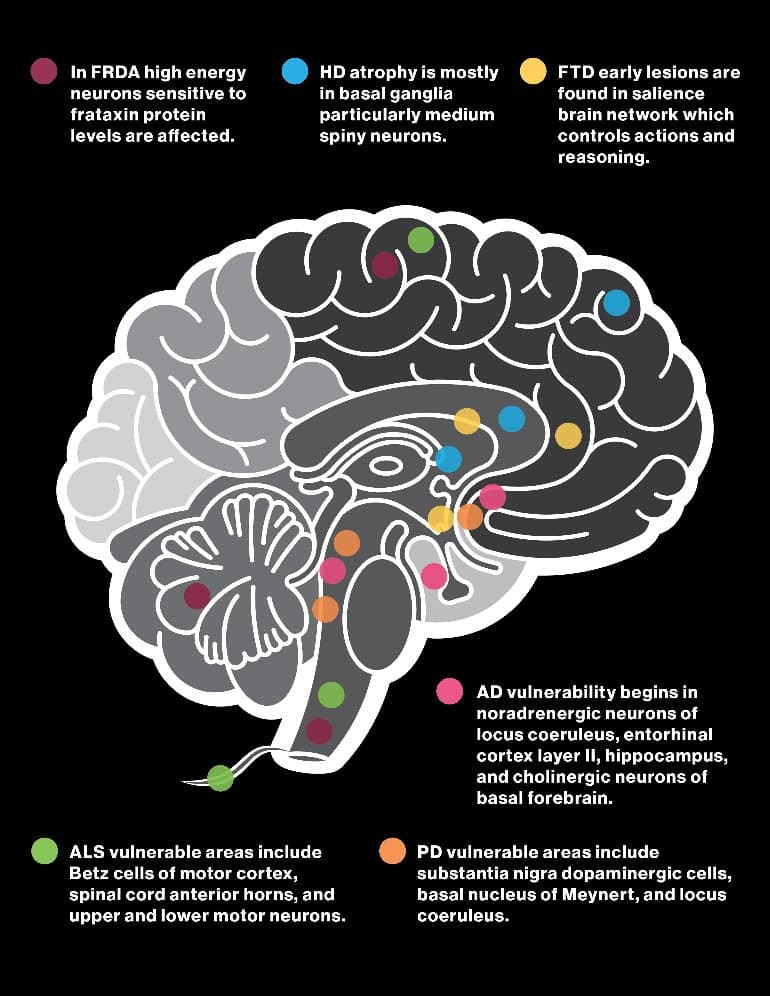 In FRDA high energy
neurons sensitive to
frataxin protein
levels are affected.
HD atrophy is mostly
in basal ganglia
particularly medium
spiny neurons.
FTD early lesions are
found in salience
brain network which
controls actions and
reasoning.
AD vulnerability begins in
noradrenergic neurons of
locus coeruleus, entorhinal
cortex layer II, hippocampus,
and cholinergic neurons of
basal forebrain.
ALS vulnerable areas include
Betz cells of motor cortex,
spinal cord anterior horns, and
upper and lower motor neurons.
PD vulnerable areas include
substantia nigra dopaminergic cells,
basal nucleus of Meynert, and locus
coeruleus.